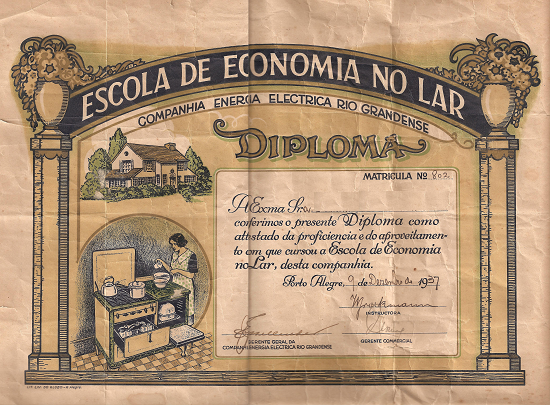 ESCOLA DE ECONOMIA NO LAR
COMPANHIA ENERGIA ELECTRICA RIO GRANDENSE
DIPLOMA
MATRICULA Nº 802
A Exma Snra.
conferimos o presente Diploma como
attestado da proficiencia e do aproveitamen-
to em que cursou a Escola de Economia
no Lar, desta companhia.
Porto Alegre, 9 de Dezembro de 1937
INSTRUCTORA
GERENTE GERAL DA
COMPANHIA ENERGIA ELECTRICA RIO GRANDENSE
GERENTE COMMERCIAL